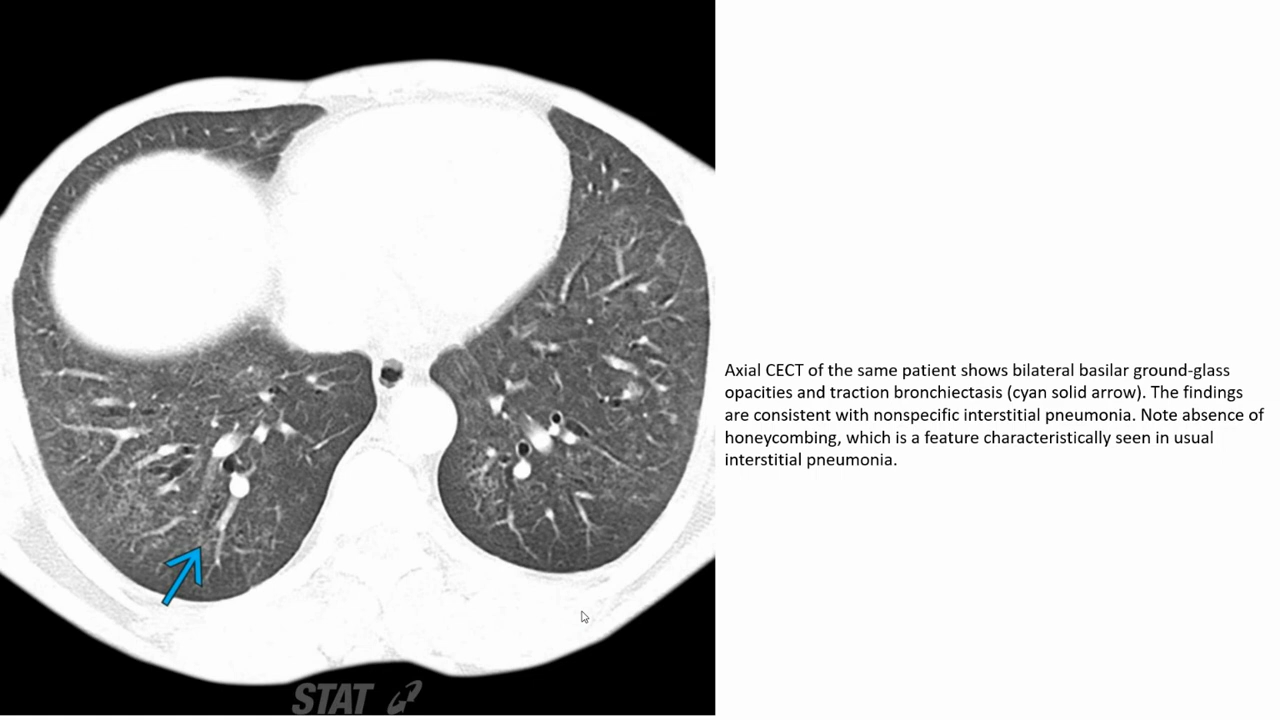 Axial CECT of the same patient shows bilateral basilar ground-glass
opacities and traction bronchiectasis (cyan solid arrow). The findings
are consistent with nonspecific interstitial pneumonia. Note absence of
honeycombing, which is a feature characteristically seen in usual
interstitial pneumonia.
STAT